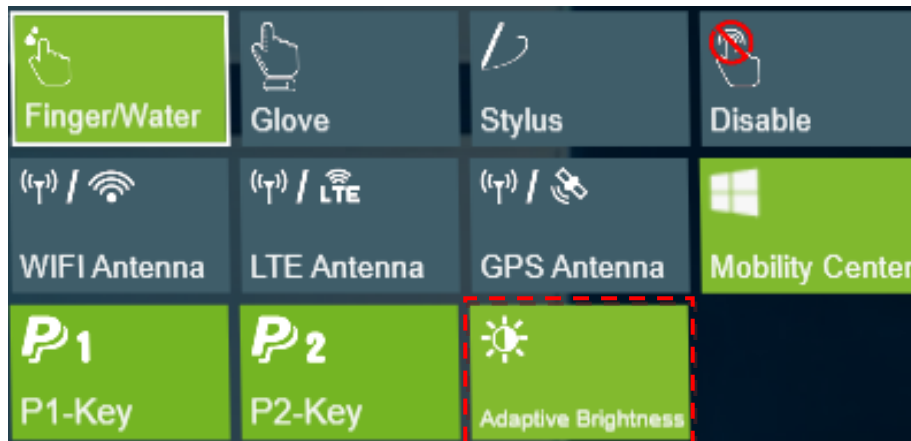 Finger/Water
Glove
Stylus
Disable
LTE
WIFI Antenna
LTE Antenna
GPS Antenna
Mobility Center
P1
P2
P1-Key
P2-Key
Adaptive Brightness